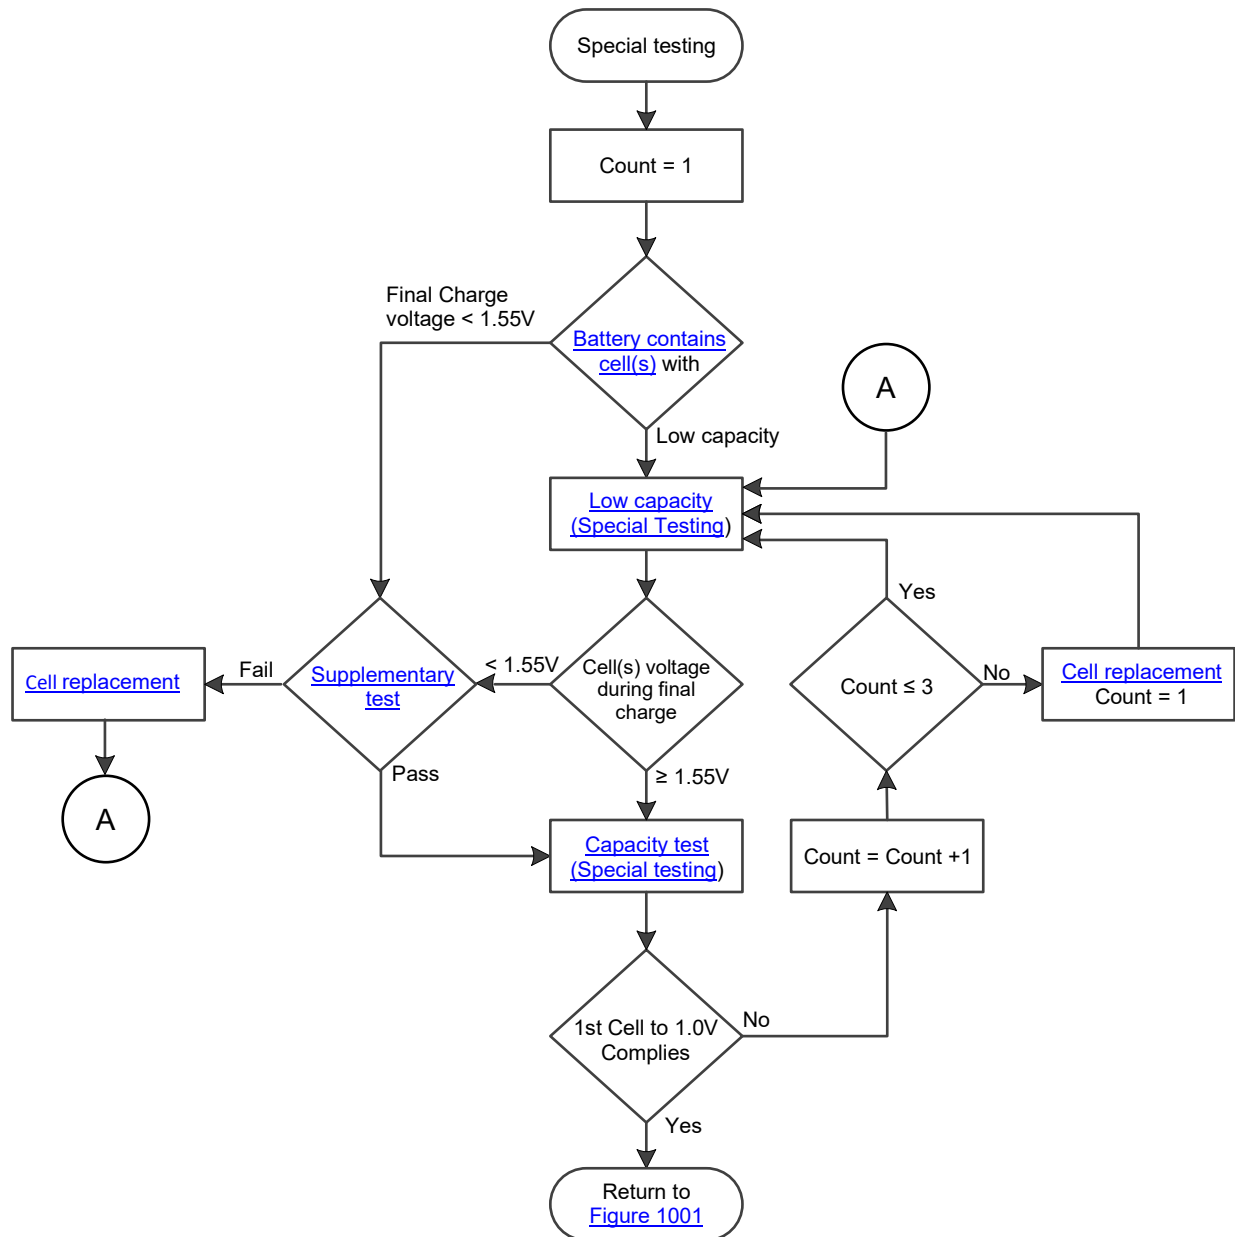 Special testing
Count = 1
Final Charge
voltage < 1.55V
Battery contains
cell(s) with
A
Low capacity
Low capacity
(Special Testing)
Yes
Cell replacement
Fail
Supplementary
test
< 1.55V
Cell(s) voltage
during final
charge
Count ≤ 3
No
Cell replacement
Count = 1
Pass
≥ 1.55V
A
Capacity test
(Special testing)
Count = Count +1
1st Cell to 1.0V
Complies
No
Yes
Return to
Figure 1001